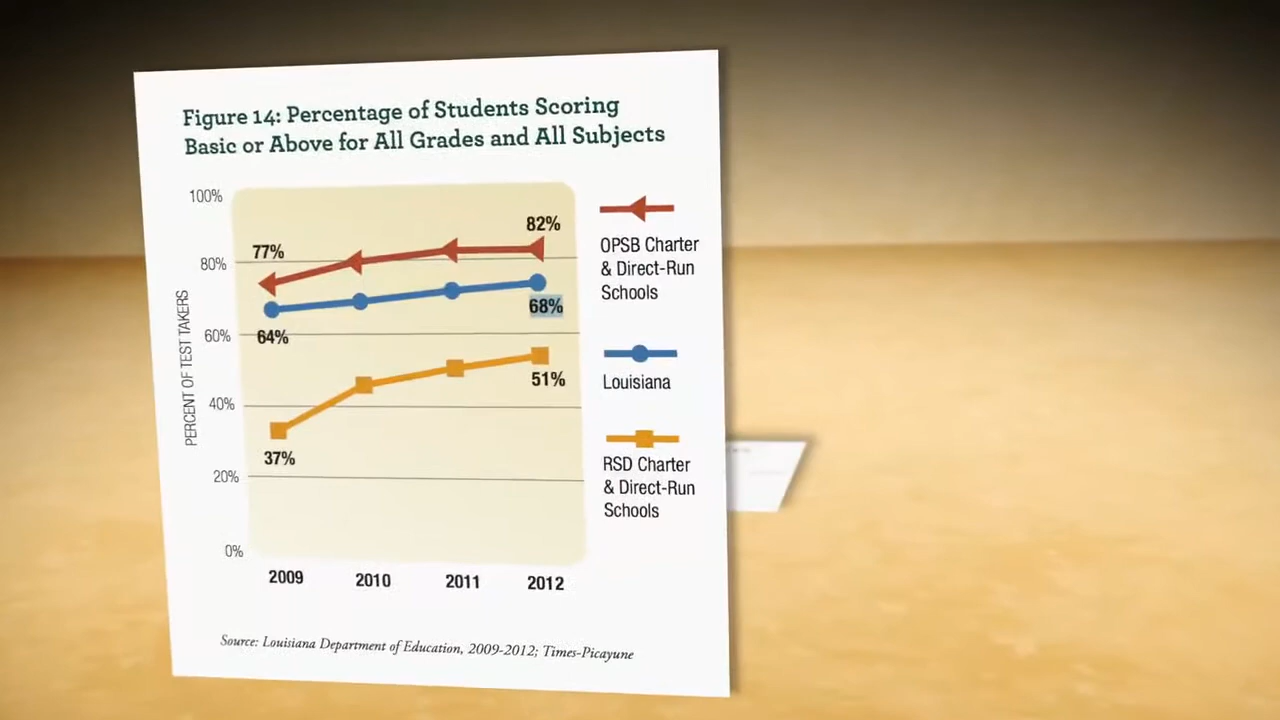 Figure 14: Percentage of Students Scoring
Basic or Above for All Grades and All Subjects
100%
80%
60%
40%
20%
0%
PERCENT OF TEST TAKERS
77%
82%
64%
68%
37%
51%
2009
2010
2011
2012
OPSB Charter
& Direct-Run
Schools
Louisiana
RSD Charter
& Direct-Run
Schools
Source: Louisiana Department of Education, 2009-2012; Times-Picayune